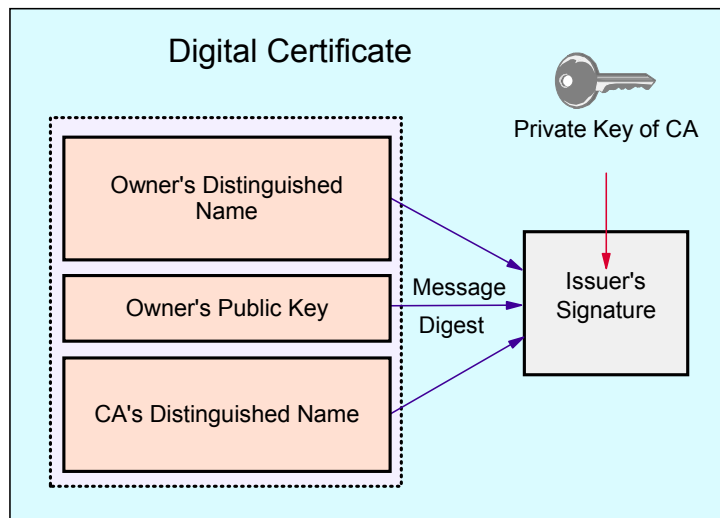 Digital Certificate
Private Key of CA
Owner's Distinguished
Name
Owner's Public Key
CA's Distinguished Name
Message
Digest
Issuer's
Signature